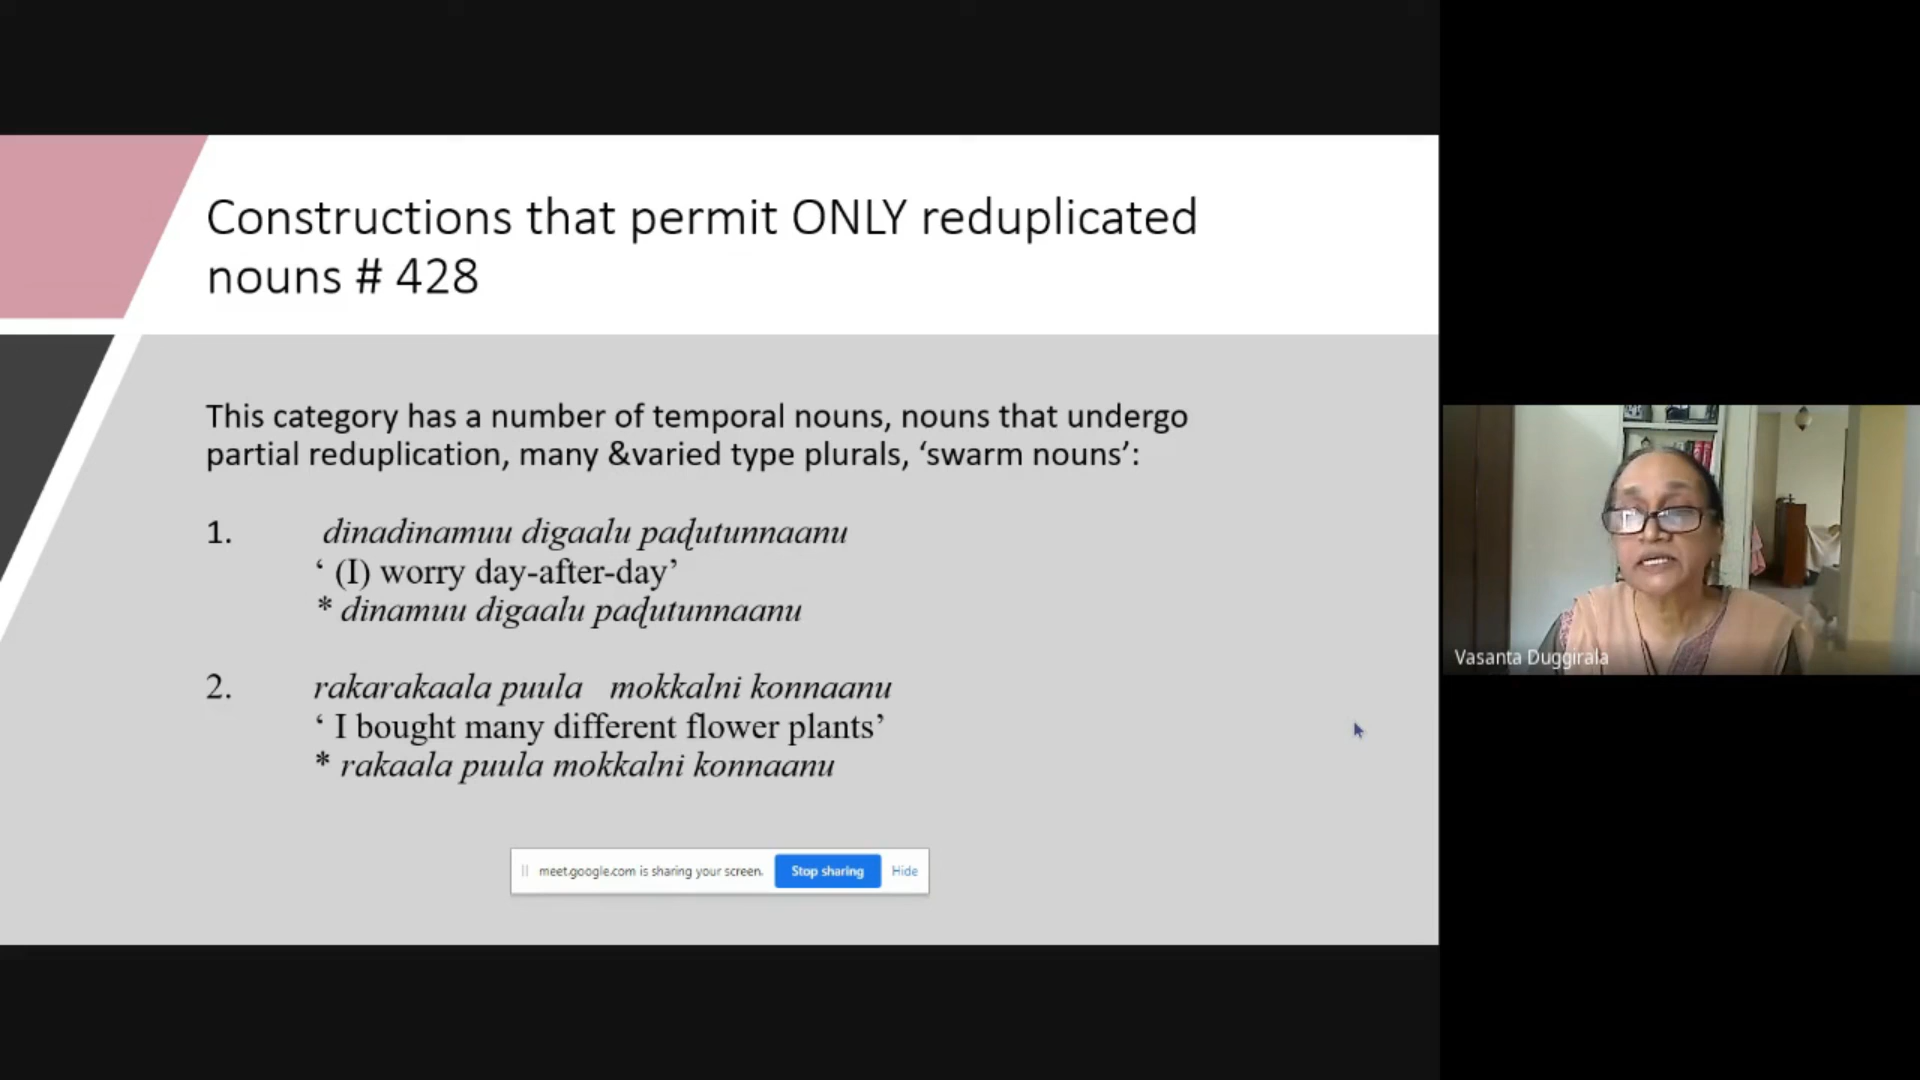 Constructions that permit ONLY reduplicated
nouns # 428
This category has a number of temporal nouns, nouns that undergo
partial reduplication, many &varied type plurals, ‘swarm nouns’:
1. dinadinamuu digaalu paɖutunnaanu
‘ (I) worry day-after-day’
* dinamuu digaalu paɖutunnaanu
2. rakarakaala puula mokkalni konnaanu
‘ I bought many different flower plants’
* rakaala puula mokkalni konnaanu
meet.google.com is sharing your screen. Stop sharing Hide
Vasanta Duggirala